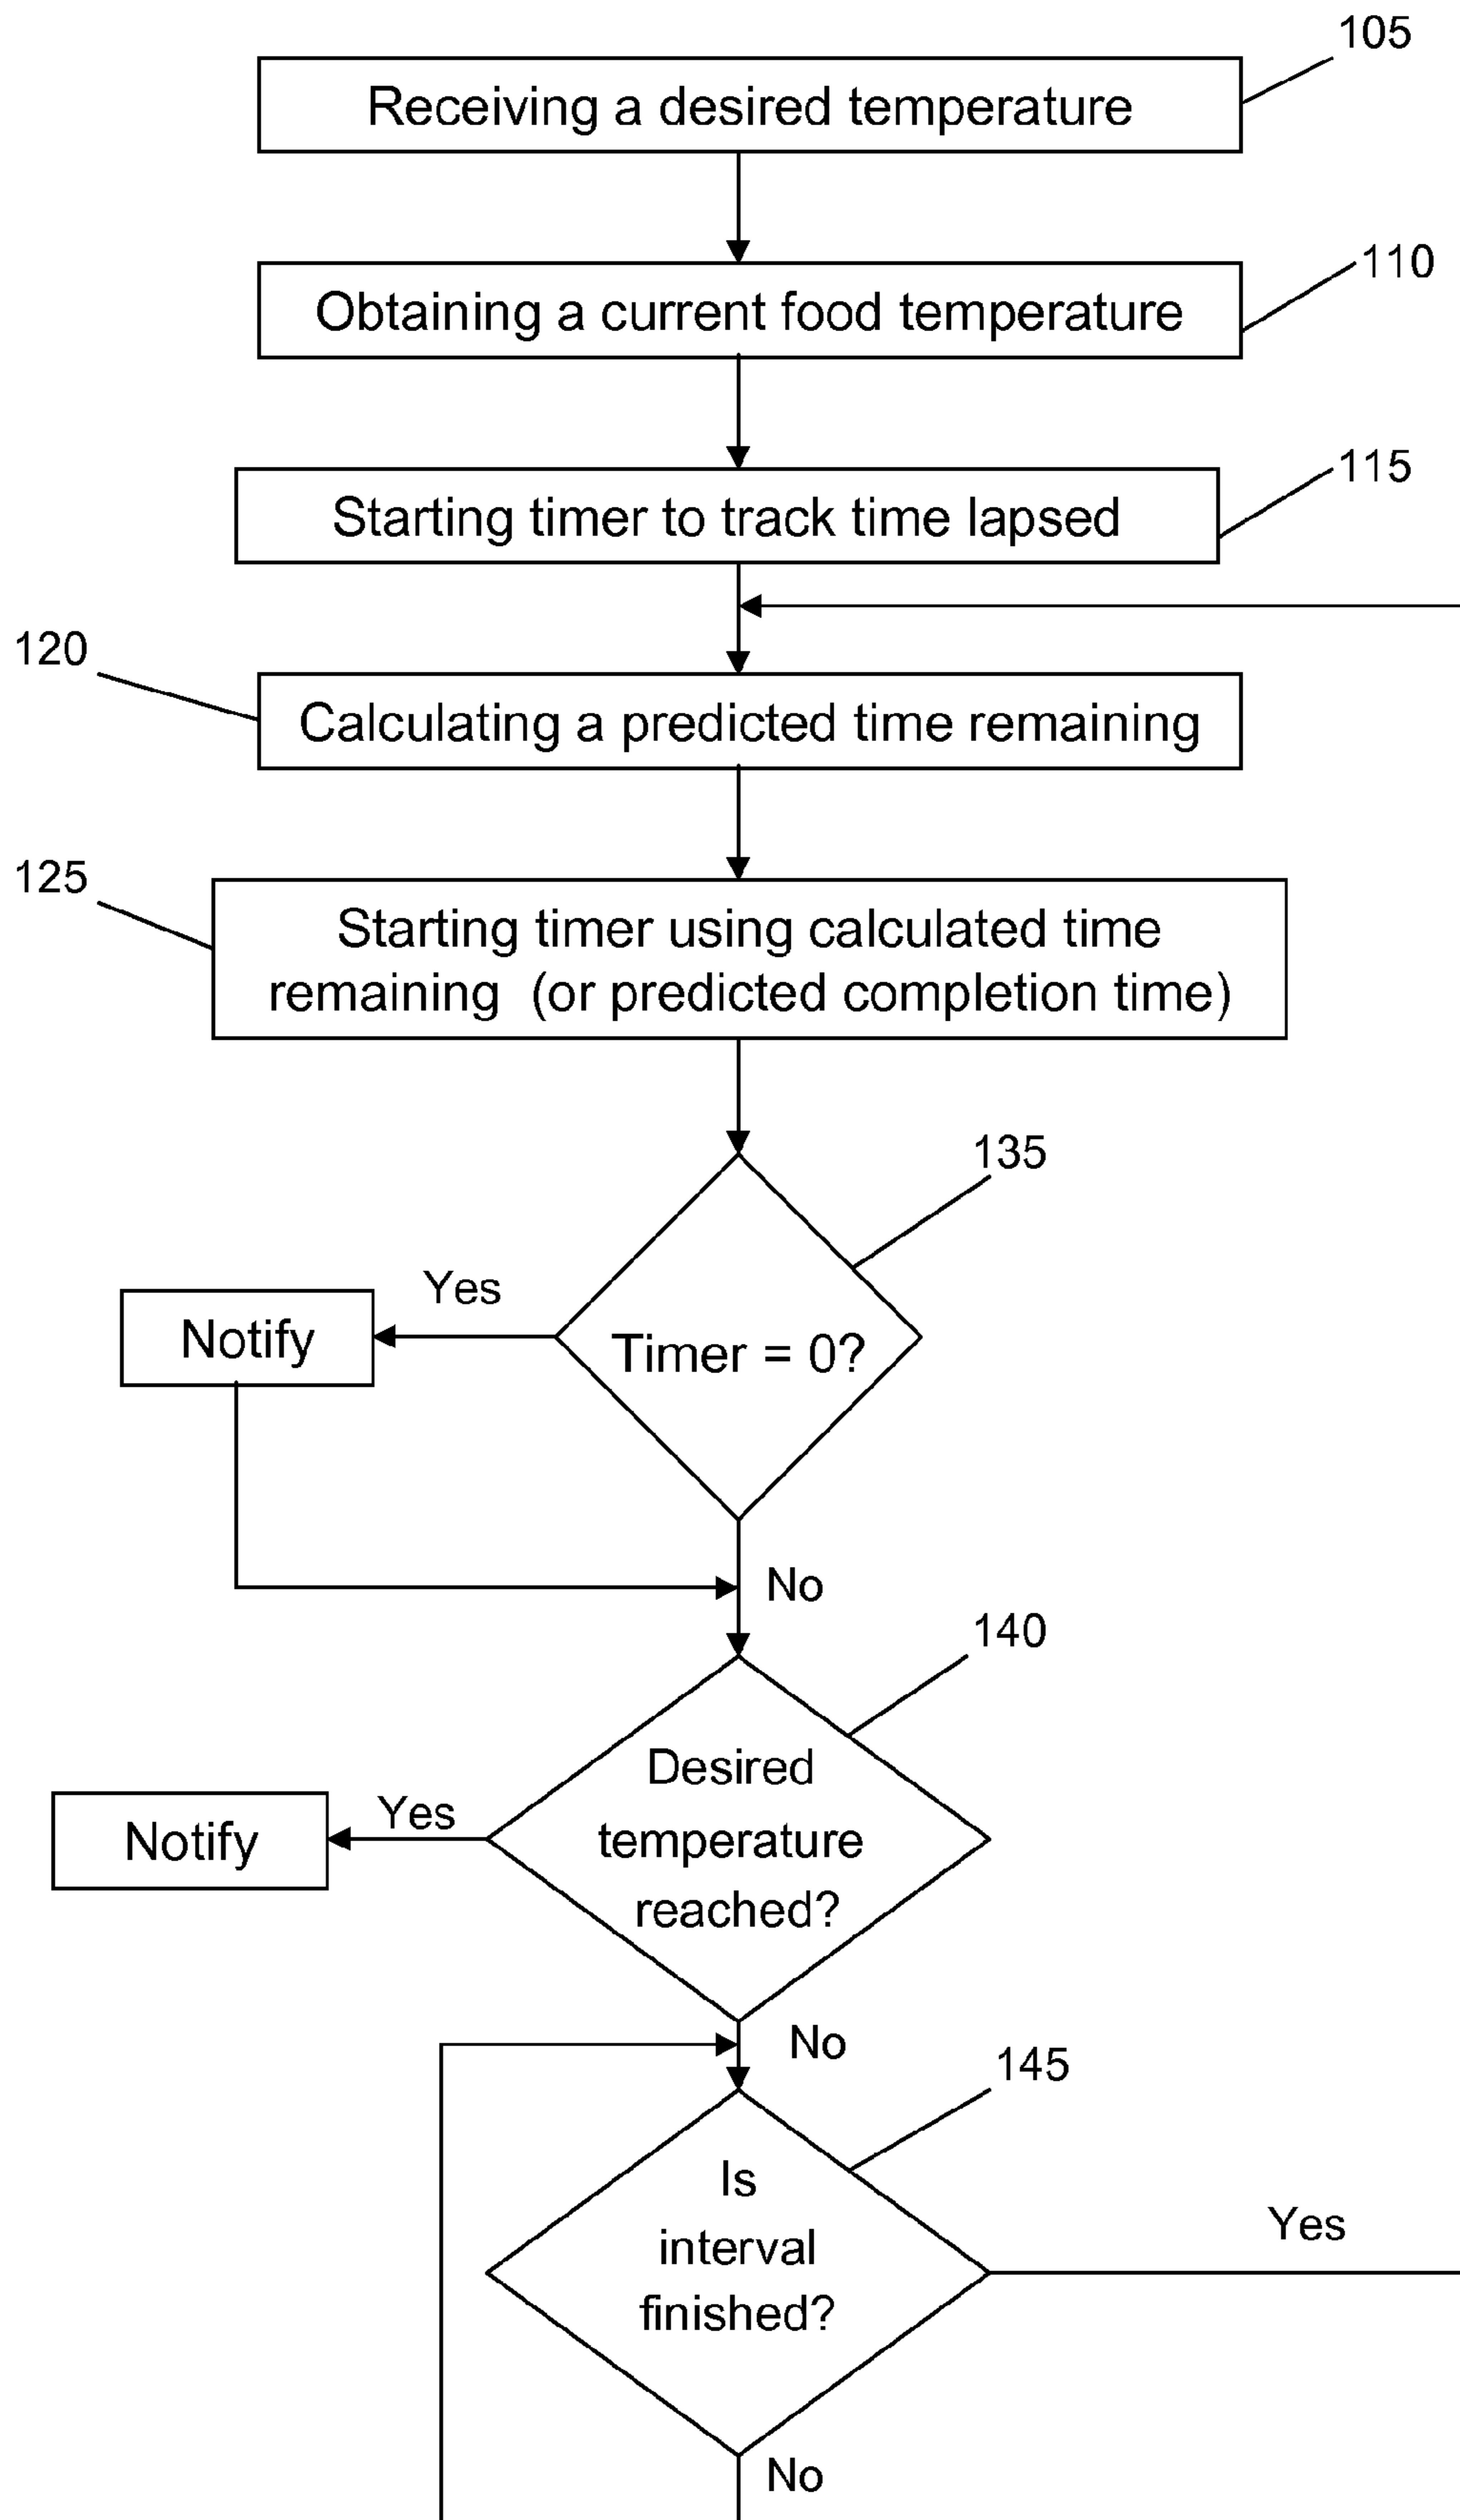 105
Receiving a desired temperature
110
Obtaining a current food temperature
115
Starting timer to track time lapsed
120
Calculating a predicted time remaining
125
Starting timer using calculated time
remaining (or predicted completion time)
135
Yes
Notify
Timer = 0?
No
140
Desired
temperature
reached?
Yes
Notify
No
145
Is
interval
finished?
Yes
No